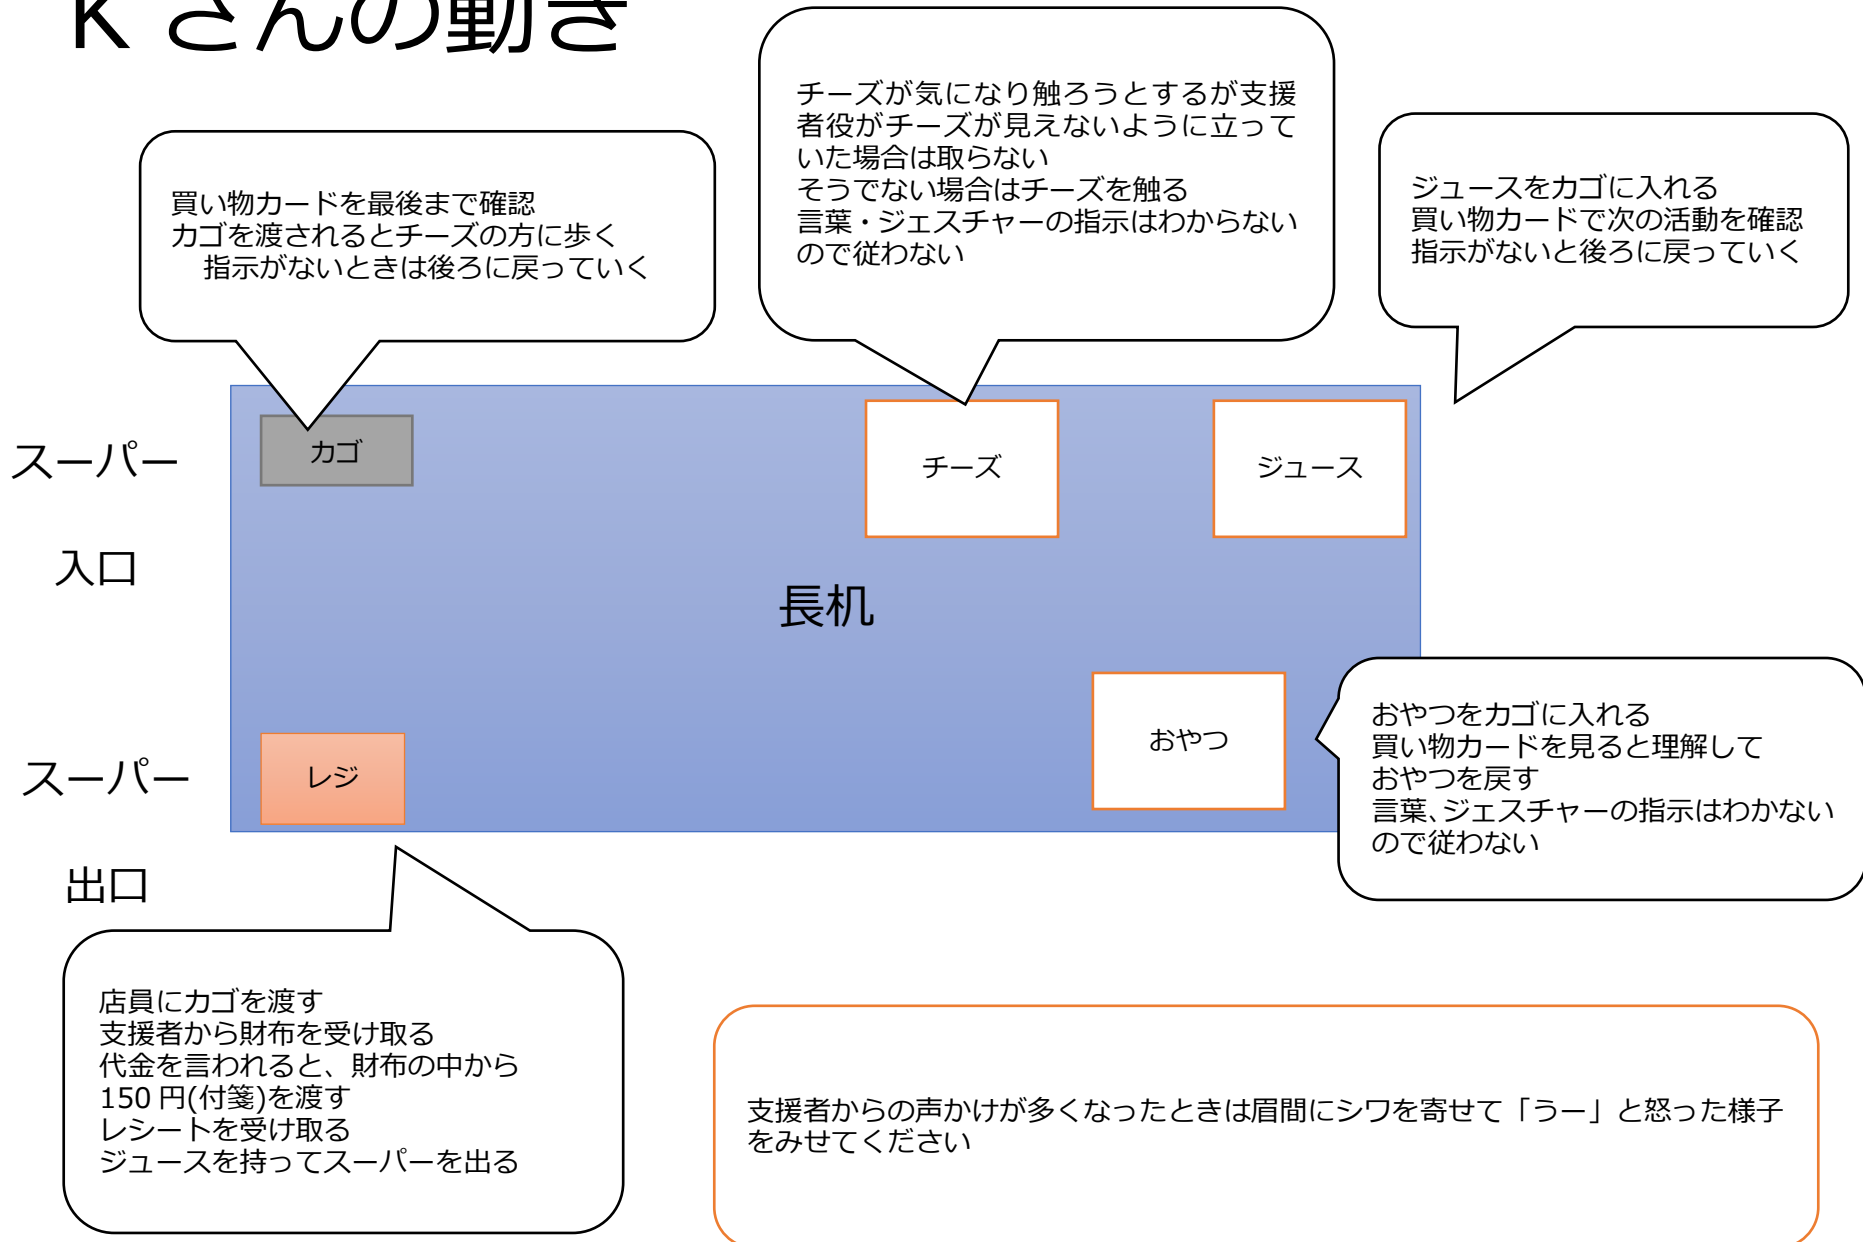 K さんの動き
チーズが気になり触ろうとするが支援
者役がチーズが見えないように立って
いた場合は取らない
そうでない場合はチーズを触る
言葉・ジェスチャーの指示はわからない
ので従わない
買い物カードを最後まで確認
カゴを渡されるとチーズの方に歩く
指示がないときは後ろに戻っていく
ジュースをカゴに入れる
買い物カードで次の活動を確認
指示がないと後ろに戻っていく
スーパー
入口
カゴ
チーズ
ジュース
長机
スーパー
出口
レジ
おやつ
おやつをカゴに入れる
買い物カードを見ると理解して
おやつを戻す
言葉、ジェスチャーの指示はわかない
ので従わない
店員にカゴを渡す
支援者から財布を受け取る
代金を言われると、財布の中から
150 円(付箋)を渡す
レシートを受け取る
ジュースを持ってスーパーを出る
支援者からの声かけが多くなったときは眉間にシワを寄せて「うー」と怒った様子
をみせてください